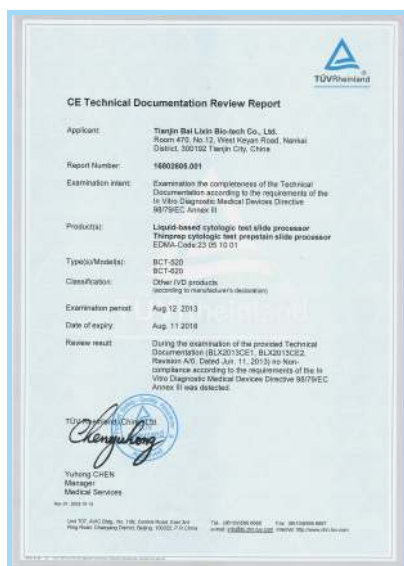 TÜVRheinland
CE Technical Documentation Review Report
Applicant: Tianjin Bai Lixin Bio-tech Co., Ltd.
Room 470, No.12, West Keyan Road, Nankai
District, 300192 Tianjin City, China
Report Number: 16802605.001
Examination intent: Examination the completeness of the Technical
Documentation according to the requirements of the
In Vitro Diagnostic Medical Devices Directive
98/79/EC Annex III
Product(s): Liquid-based cytologic test slide processor
Thinprep cytologic test prepstain slide processor
EDMA-Code:23 05 10 01
Type(s)/Model(s): BCT-520
BCT-620
Classification: Other IVD products
(according to manufacturer's declaration)
Examination period: Aug.12 2013
Date of expiry: Aug. 11 2018
Review result: During the examination of the provided Technical
Documentation (BLX2013CE1, BLX2013CE2,
Revision A/0, Dated Jun. 11, 2013) no Non-
compliance according to the requirements of the In
Vitro Diagnostic Medical Devices Directive 98/79/EC
Annex III was detected.
TÜV Rheinland (China) Ltd.
Yuhong CHEN
Manager
Medical Services